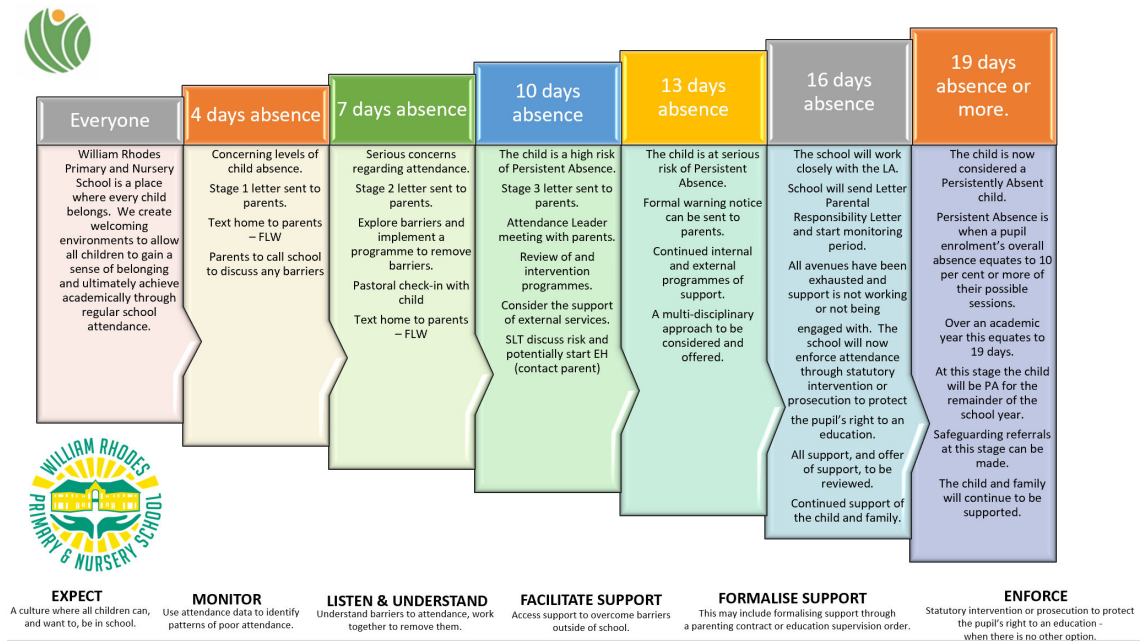 Everyone
William Rhodes
Primary and Nursery
School is a place
where every child
belongs.  We create
welcoming
environments to allow
all children to gain a
sense of belonging
and ultimately achieve
academically through
regular school
attendance.
4 days absence
Concerning levels of
child absence.
Stage 1 letter sent to
parents.
Text home to parents
– FLW
Parents to call school
to discuss any barriers
7 days absence
Serious concerns
regarding attendance.
Stage 2 letter sent to
parents.
Explore barriers and
implement a
programme to remove
barriers.
Pastoral check-in with
child
Text home to parents
– FLW
10 days
absence
The child is a high risk
of Persistent Absence.
Stage 3 letter sent to
parents.
Attendance Leader
meeting with parents.
Review of and
intervention
programmes.
Consider the support
of external services.
SLT discuss risk and
potentially start EH
(contact parent)
13 days
absence
The child is at serious
risk of Persistent
Absence.
Formal warning notice
can be sent to
parents.
Continued internal
and external
programmes of
support.
A multi-disciplinary
approach to be
considered and
offered.
16 days
absence
The school will work
closely with the LA.
School will send Letter
Parental
Responsibility Letter
and start monitoring
period.
All avenues have been
exhausted and
support is not working
or not being
engaged with.  The
school will now
enforce attendance
through statutory
intervention or
prosecution to protect
the pupil's right to an
education.
All support, and offer
of support, to be
reviewed.
Continued support of
the child and family.
19 days
absence or
more.
The child is now
considered a
Persistently Absent
child.
Persistent Absence is
when a pupil
enrolment's overall
absence equates to 10
per cent or more of
their possible
sessions.
Over an academic
year this equates to
19 days.
At this stage the child
will be PA for the
remainder of the
school year.
Safeguarding referrals
at this stage can be
made.
The child and family
will continue to be
supported.
WILLIAM RHODES
PRIMARY & NURSERY SCHOOL
EXPECT
A culture where all children can,
and want to, be in school.
MONITOR
Use attendance data to identify
patterns of poor attendance.
LISTEN & UNDERSTAND
Understand barriers to attendance, work
together to remove them.
FACILITATE SUPPORT
Access support to overcome barriers
outside of school.
FORMALISE SUPPORT
This may include formalising support through
a parenting contract or education supervision order.
ENFORCE
Statutory intervention or prosecution to protect
the pupil's right to an education -
when there is no other option.